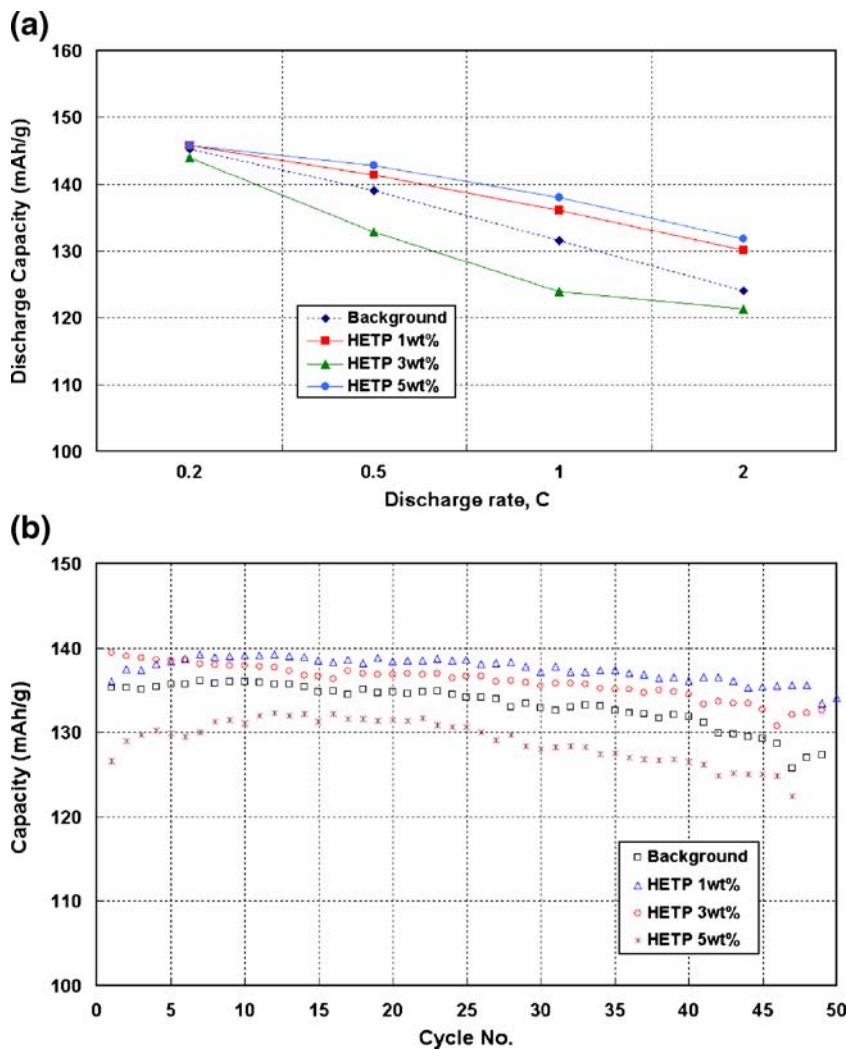 (a)
160
150
140
130
120
110
100
Discharge Capacity (mAh/g)
Background
HETP 1wt%
HETP 3wt%
HETP 5wt%
0.2 0.5 1 2
Discharge rate, C
(b)
150
140
130
120
110
100
Capacity (mAh/g)
Background
HETP 1wt%
HETP 3wt%
HETP 5wt%
0 5 10 15 20 25 30 35 40 45 50
Cycle No.